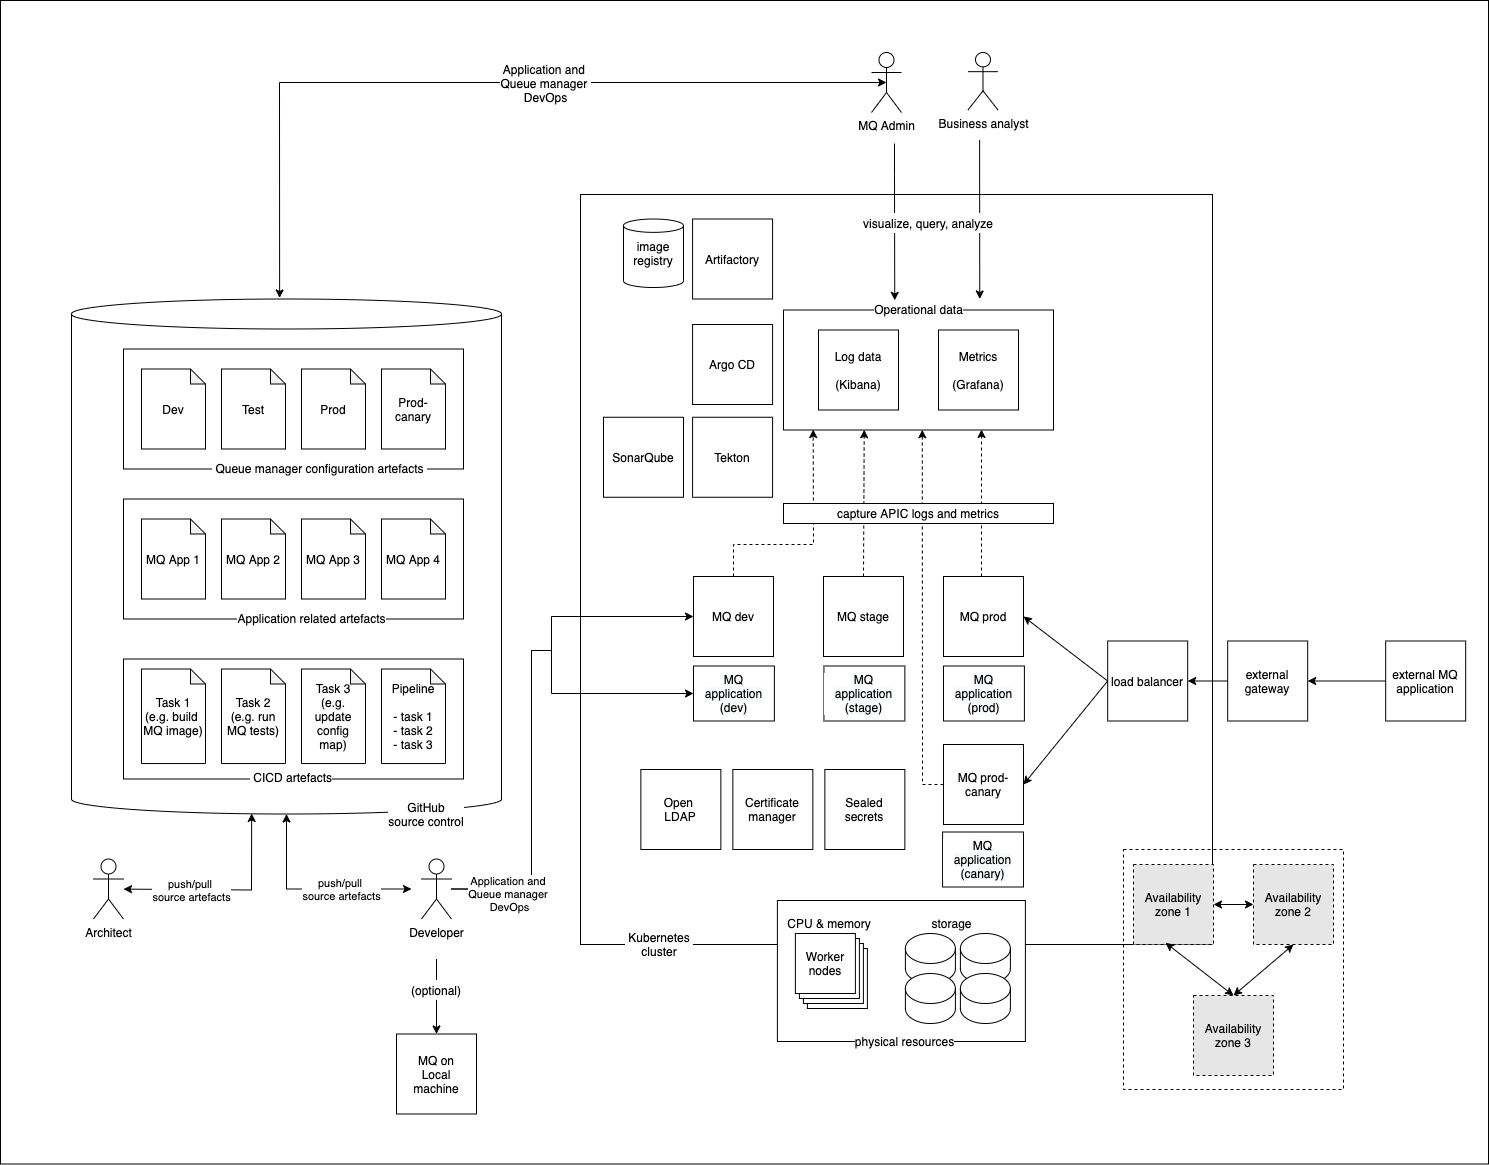 Application and
Queue manager
DevOps
MQ Admin
Business analyst
visualize, query, analyze
image
registry
Artifactory
Operational data
Argo CD
Log data
(Kibana)
Metrics
(Grafana)
Dev
Test
Prod
Prod-
canary
Queue manager configuration artefacts
SonarQube
Tekton
capture APIC logs and metrics
MQ App 1
MQ App 2
MQ App 3
MQ App 4
Application related artefacts
MQ dev
MQ stage
MQ prod
MQ
application
(dev)
MQ
application
(stage)
MQ
application
(prod)
load balancer
external
gateway
external MQ
application
Task 1
(e.g. build
MQ image)
Task 2
(e.g. run
MQ tests)
Task 3
(e.g.
update
config
map)
Pipeline
- task 1
- task 2
- task 3
CICD artefacts
GitHub
source control
Open
LDAP
Certificate
manager
Sealed
secrets
MQ prod-
canary
MQ
application
(canary)
push/pull
source artefacts
push/pull
source artefacts
Application and
Queue manager
DevOps
Architect
Developer
Kubernetes
cluster
CPU & memory
storage
Worker
nodes
physical resources
Availability
zone 1
Availability
zone 2
Availability
zone 3
(optional)
MQ on
Local
machine